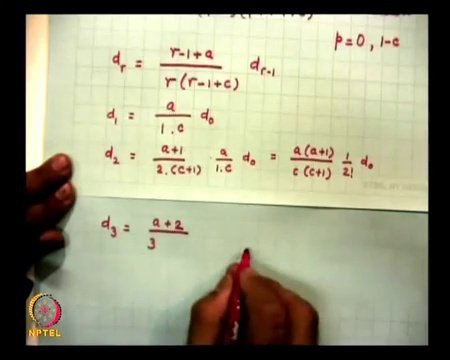 p=0, 1-c
d_r = \frac{r-1+a}{r(r-1+c)} d_{r-1}
d_1 = \frac{a}{1.c} d_0
d_2 = \frac{a+1}{2.(c+1)} . \frac{a}{1.c} d_0 = \frac{a(a+1)}{c(c+1)} \frac{1}{2!} d_0
d_3 = \frac{a+2}{3}
NPTEL